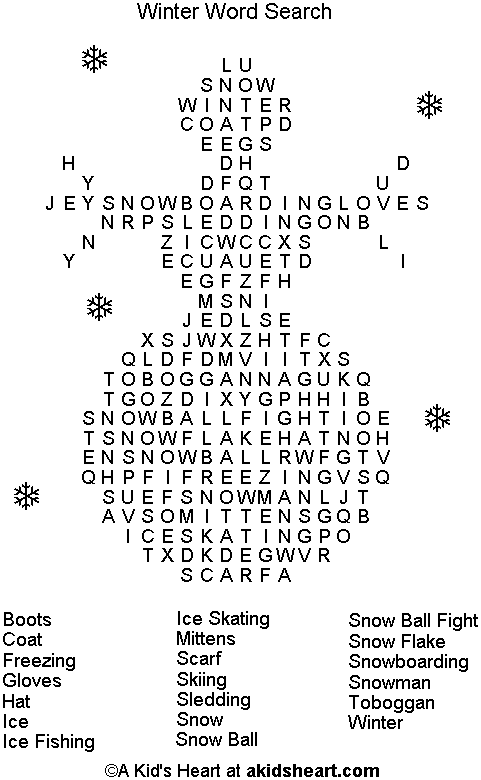 Winter Word Search
L U
S N O W
W I N T E R
C O A T P D
E E G S
H D H D
Y D F Q T U
J E Y S N O W B O A R D I N G L O V E S
N R P S L E D D I N G O N B
N Z I C W C C X S L
Y E C U A U E T D I
E G F Z F H
M S N I
J E D L S E
X S J W X Z H T F C
Q L D F D M V I I T X S
T O B O G G A N N A G U K Q
T G O Z D I X Y G P H H I B
S N O W B A L L F I G H T I O E
T S N O W F L A K E H A T N O H
E N S N O W B A L L R W F G T V
Q H P F I F R E E Z I N G V S Q
S U E F S N O W M A N L J T
A V S O M I T T E N S G Q B
I C E S K A T I N G P O
T X D K D E G W V R
S C A R F A
Boots
Coat
Freezing
Gloves
Hat
Ice
Ice Fishing
Ice Skating
Mittens
Scarf
Skiing
Sledding
Snow
Snow Ball
Snow Ball Fight
Snow Flake
Snowboarding
Snowman
Toboggan
Winter
©A Kid's Heart at akidsheart.com